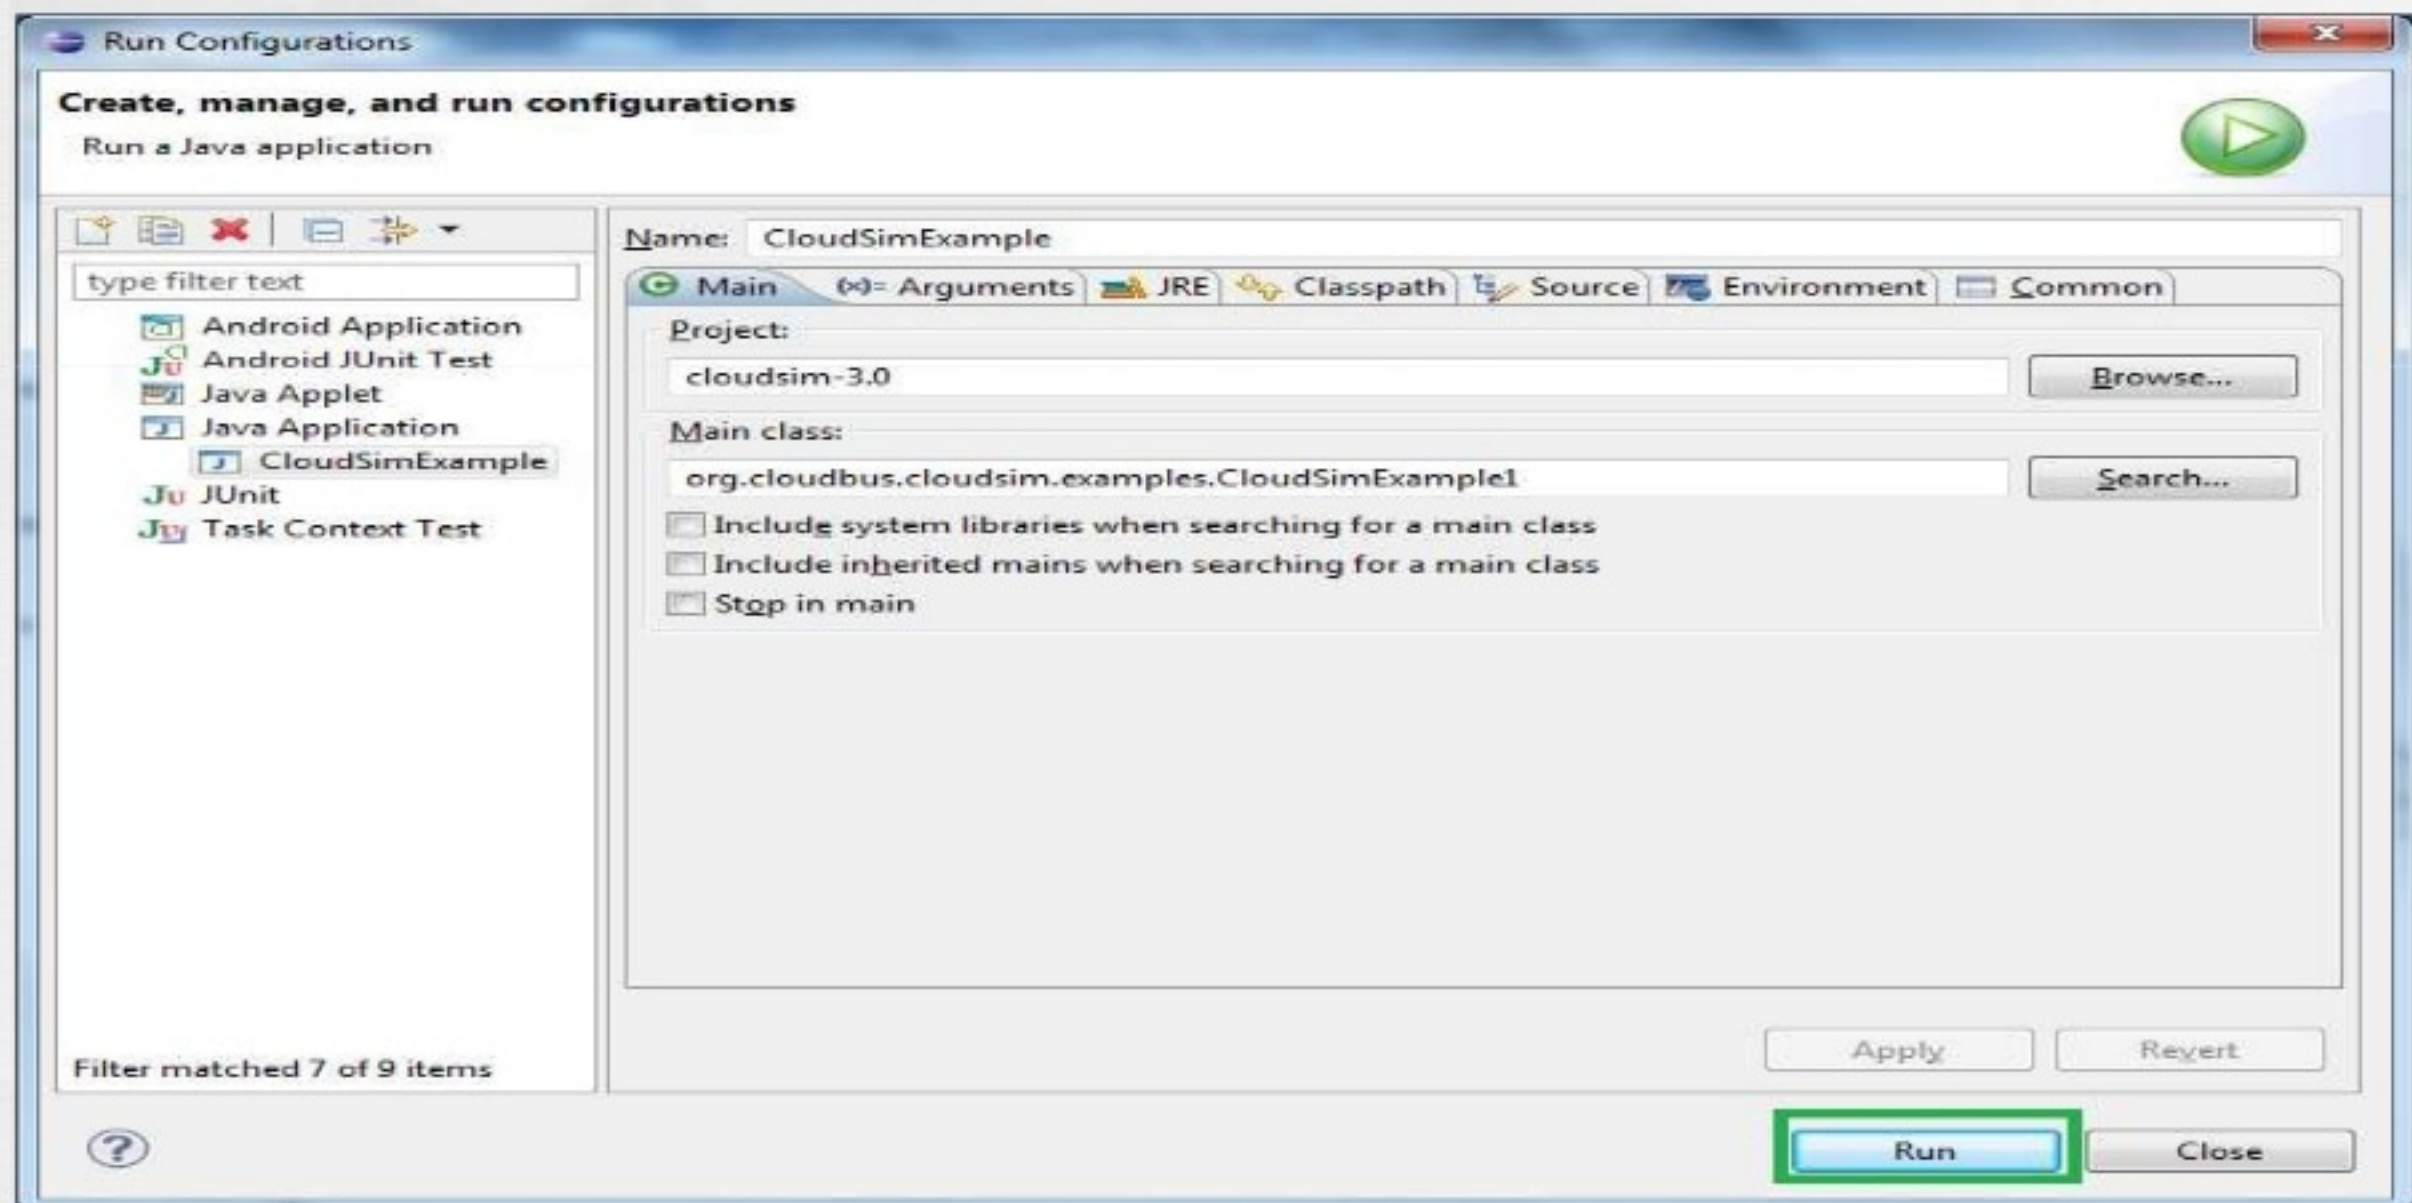 Run Configurations
Create, manage, and run configurations
Run a Java application
type filter text
Android Application
Android JUnit Test
Java Applet
Java Application
CloudSimExample
JUnit
Task Context Test
Filter matched 7 of 9 items
Name: CloudSimExample
Main (x)= Arguments JRE Classpath Source Environment Common
Project:
cloudsim-3.0 Browse...
Main class:
org.cloudbus.cloudsim.examples.CloudSimExample1 Search...
Include system libraries when searching for a main class
Include inherited mains when searching for a main class
Stop in main
Apply Revert
? Run Close